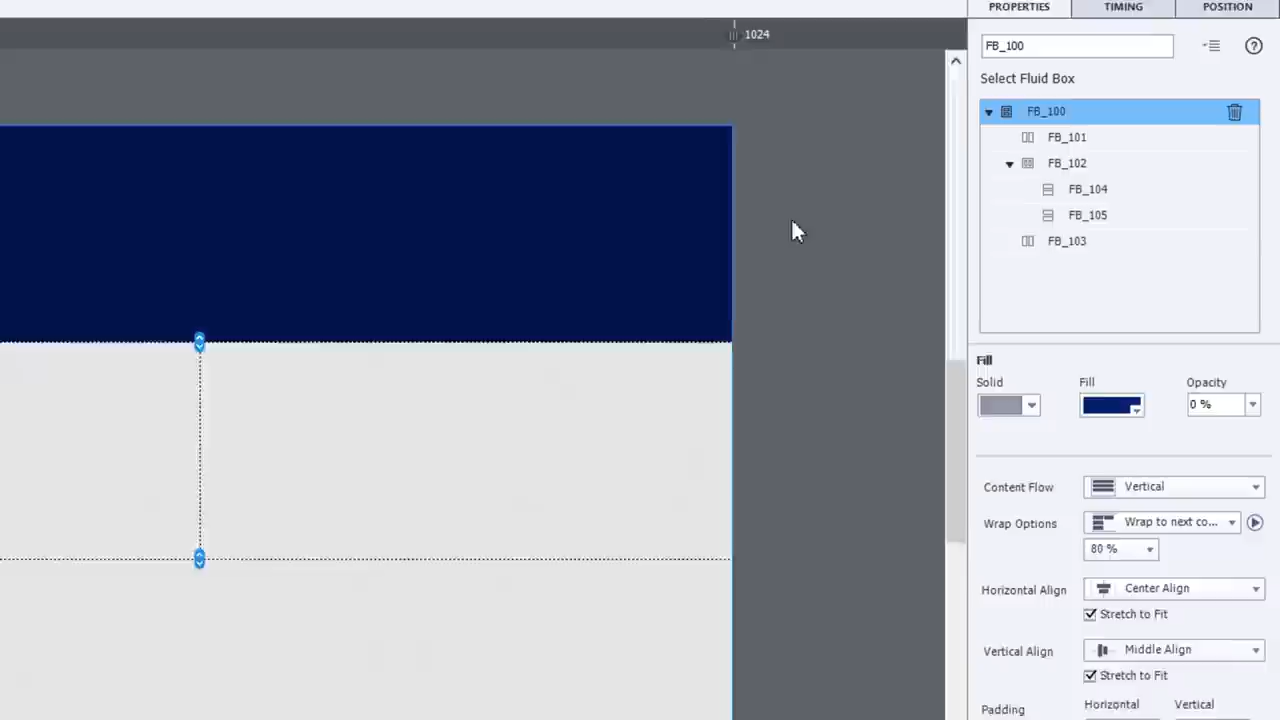 PROPERTIES TIMING POSITION
1024
FB_100
Select Fluid Box
FB_100
FB_101
FB_102
FB_104
FB_105
FB_103
Fill
Solid Fill Opacity
0 %
Content Flow Vertical
Wrap Options Wrap to next co...
80 %
Horizontal Align Center Align
Stretch to Fit
Vertical Align Middle Align
Stretch to Fit
Padding Horizontal Vertical